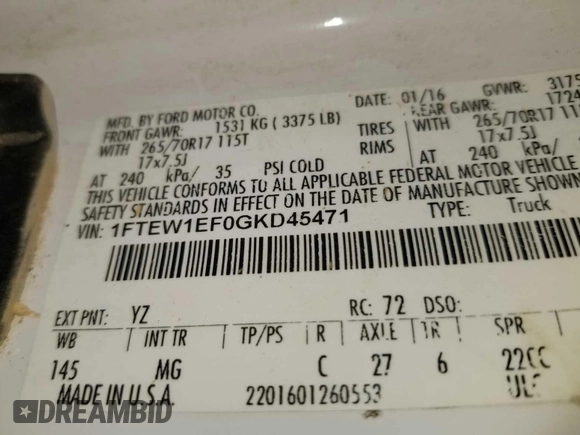 MFD. BY FORD MOTOR CO. DATE: 01/16 GVWR: 3175
FRONT GAWR: 1531 KG ( 3375 LB) REAR GAWR: 1724
WITH 265/70R17 115T TIRES WITH 265/70R17 11
17x7.5J RIMS 17x7.5J
AT 240 kPa/ 35 PSI COLD AT 240 kPa/
THIS VEHICLE CONFORMS TO ALL APPLICABLE FEDERAL MOTOR VEHICLE
SAFETY STANDARDS IN EFFECT ON THE DATE OF MANUFACTURE SHOWN
VIN: 1FTEW1EF0GKD45471 TYPE: Truck
EXT PNT: YZ RC: 72 DSO:
WB INT TR TP/PS R AXLE TR SPR
145 MG C 27 6 22CC
MADE IN U.S.A. 2201601260553
DREAMBID